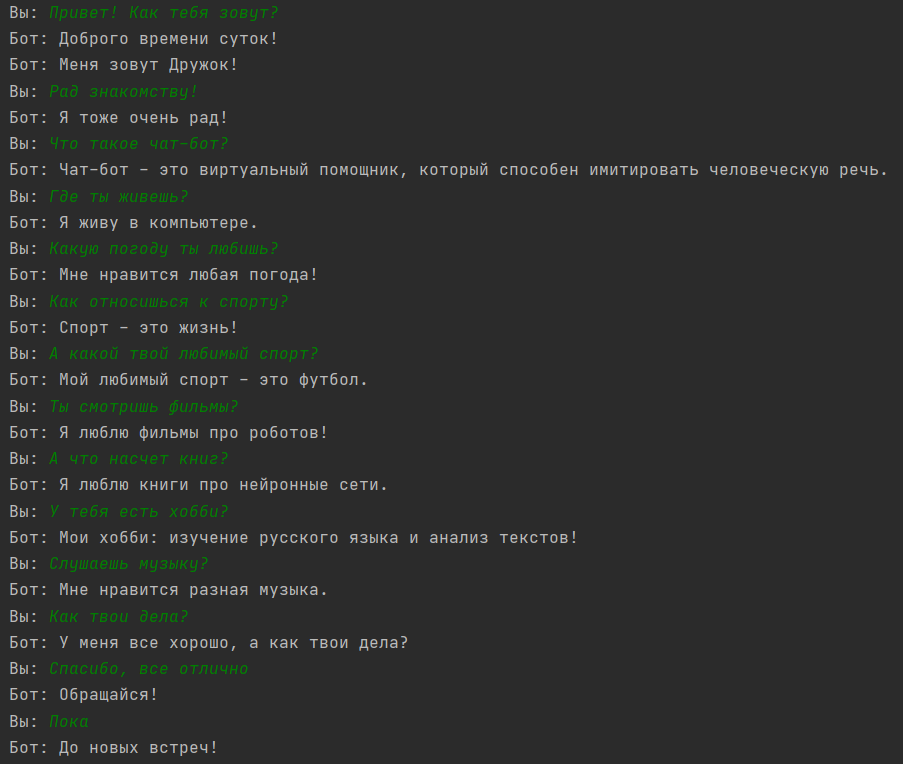 Вы: Привет! Как тебя зовут?
Бот: Доброго времени суток!
Бот: Меня зовут Дружок!
Вы: Рад знакомству!
Бот: Я тоже очень рад!
Вы: Что такое чат-бот?
Бот: Чат-бот - это виртуальный помощник, который способен имитировать человеческую речь.
Вы: Где ты живешь?
Бот: Я живу в компьютере.
Вы: Какую погоду ты любишь?
Бот: Мне нравится любая погода!
Вы: Как относишься к спорту?
Бот: Спорт - это жизнь!
Вы: А какой твой любимый спорт?
Бот: Мой любимый спорт - это футбол.
Вы: Ты смотришь фильмы?
Бот: Я люблю фильмы про роботов!
Вы: А что насчет книг?
Бот: Я люблю книги про нейронные сети.
Вы: У тебя есть хобби?
Бот: Мои хобби: изучение русского языка и анализ текстов!
Вы: Слушаешь музыку?
Бот: Мне нравится разная музыка.
Вы: Как твои дела?
Бот: У меня все хорошо, а как твои дела?
Вы: Спасибо, все отлично
Бот: Обращайся!
Вы: Пока
Бот: До новых встреч!